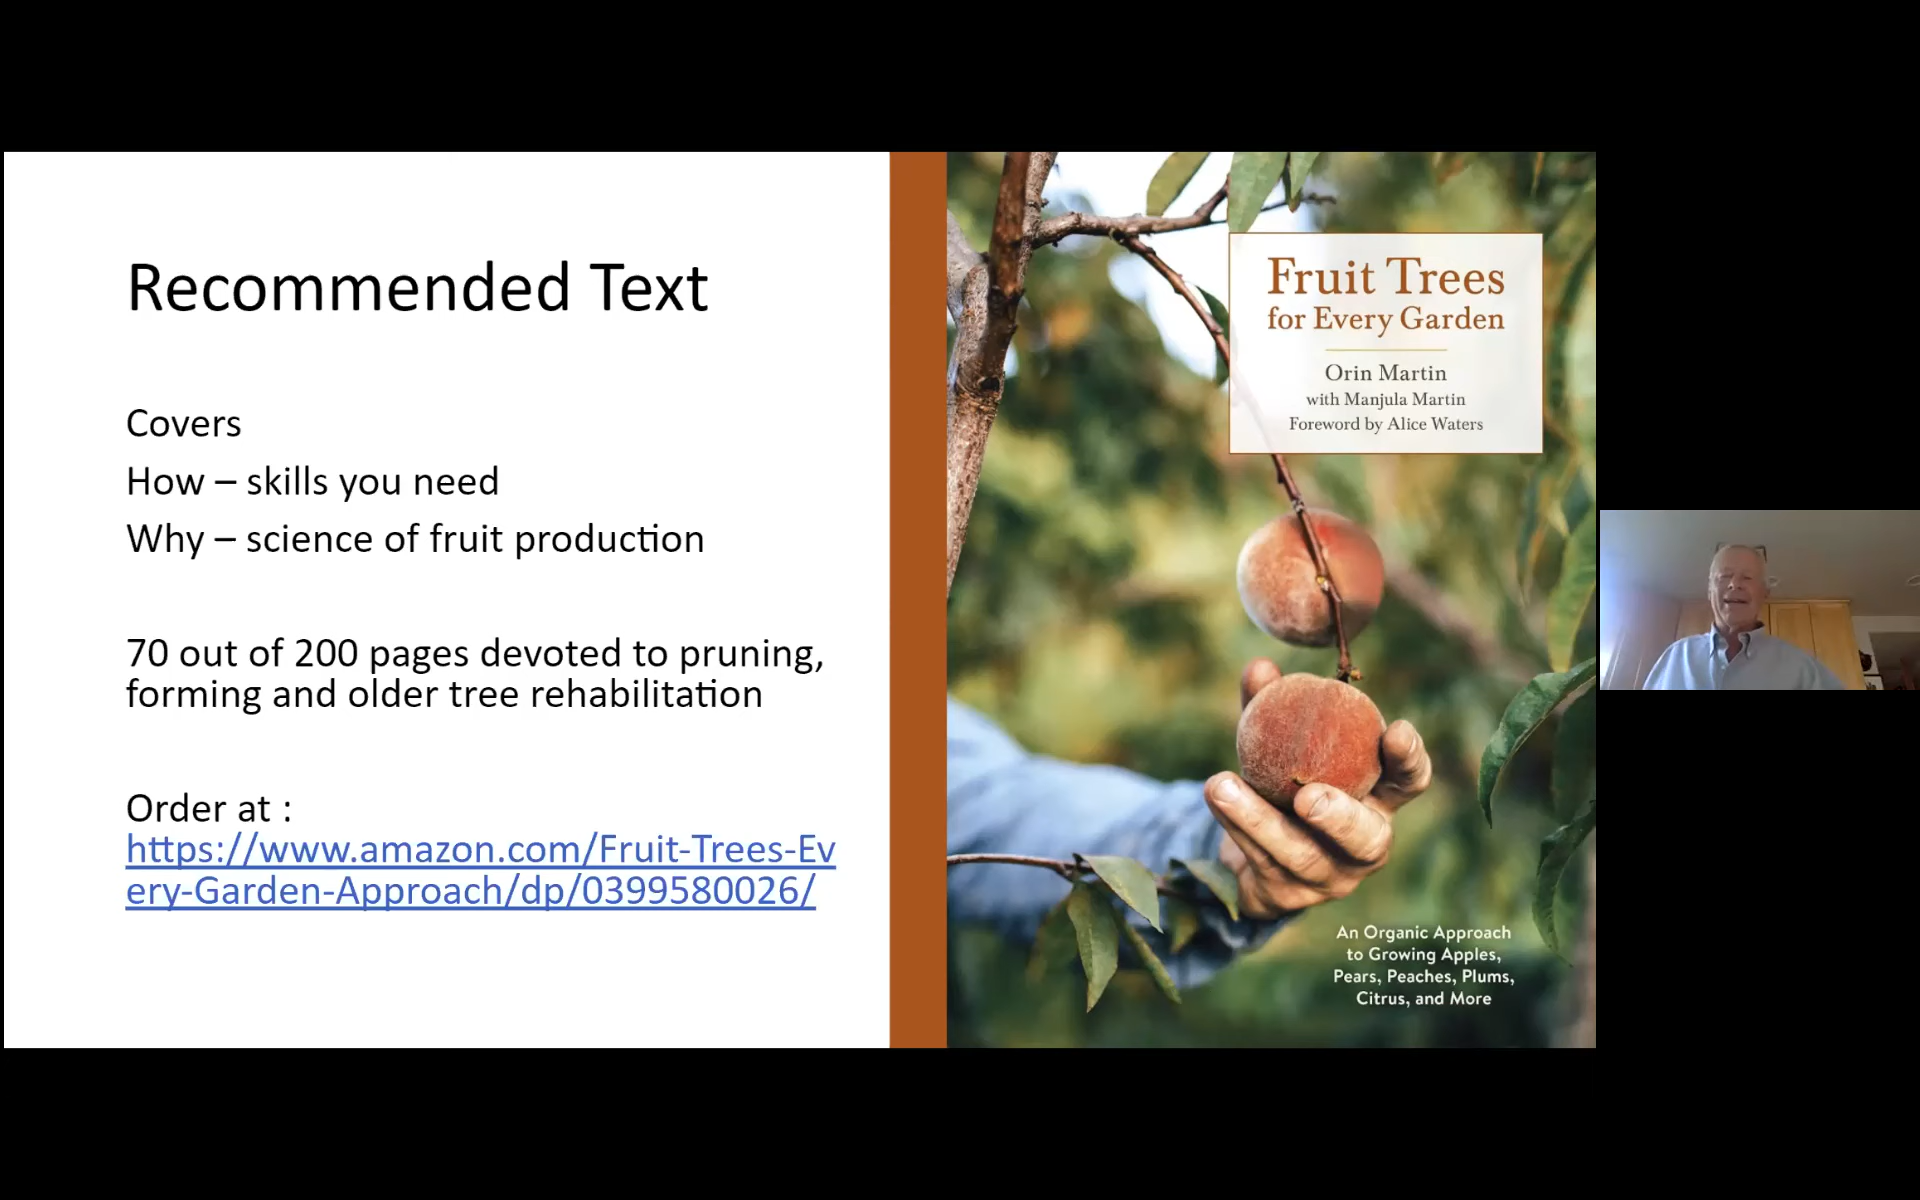 Recommended Text
Covers
How – skills you need
Why – science of fruit production
70 out of 200 pages devoted to pruning,
forming and older tree rehabilitation
Order at :
https://www.amazon.com/Fruit-Trees-Ev
ery-Garden-Approach/dp/0399580026/
Fruit Trees
for Every Garden
Orin Martin
with Manjula Martin
Foreword by Alice Waters
An Organic Approach
to Growing Apples,
Pears, Peaches, Plums,
Citrus, and More